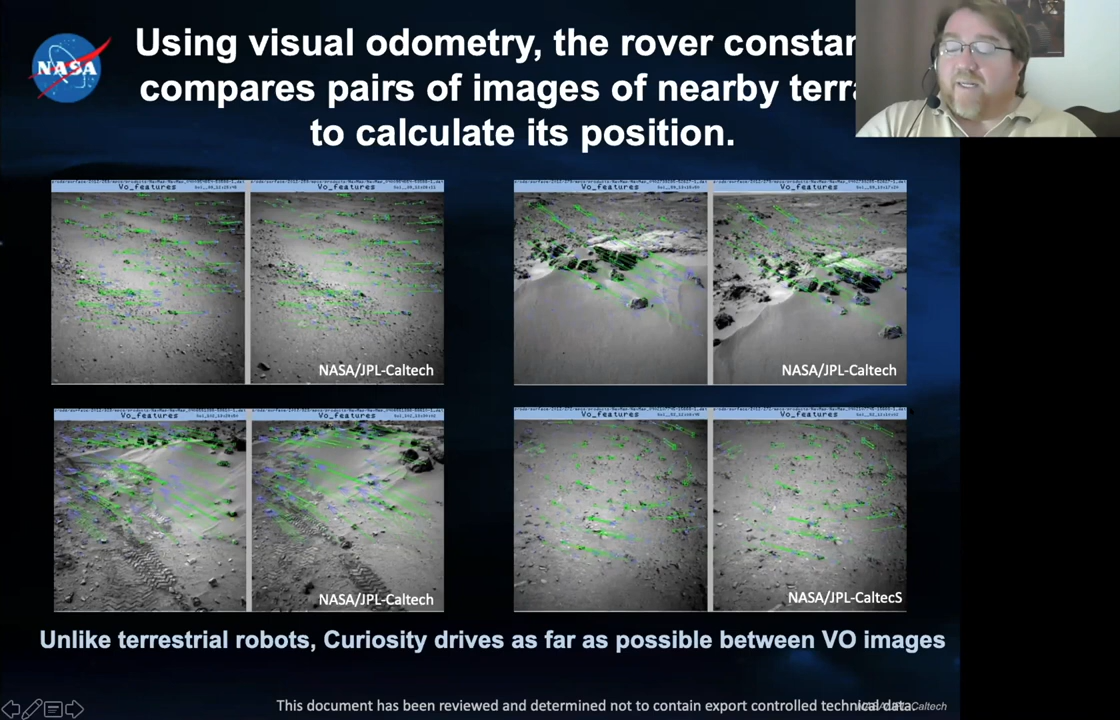 NASA
Using visual odometry, the rover
compares pairs of images of nearby
to calculate its position.
Vo_features
Vo_features
Vo_features
Vo_features
NASA/JPL-Caltech
NASA/JPL-Caltech
Vo_features
Vo_features
Vo_features
Vo_features
NASA/JPL-Caltech
NASA/JPL-CaltecS
Unlike terrestrial robots, Curiosity drives as far as possible between VO images
This document has been reviewed and determined not to contain export controlled technical data.
NASA/JPL-Caltech